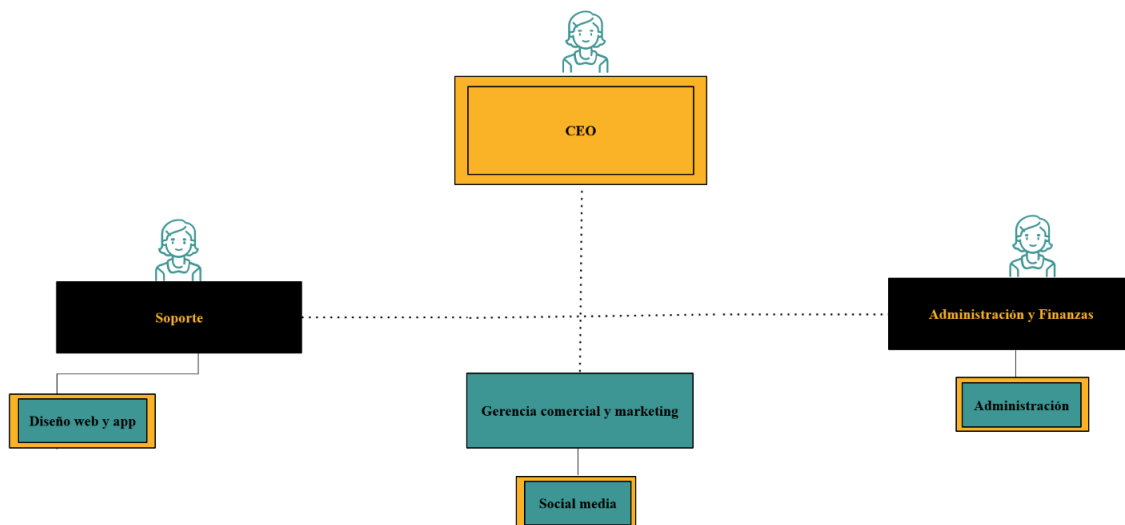 CEO
Soporte
Administración y Finanzas
Diseño web y app
Gerencia comercial y marketing
Administración
Social media